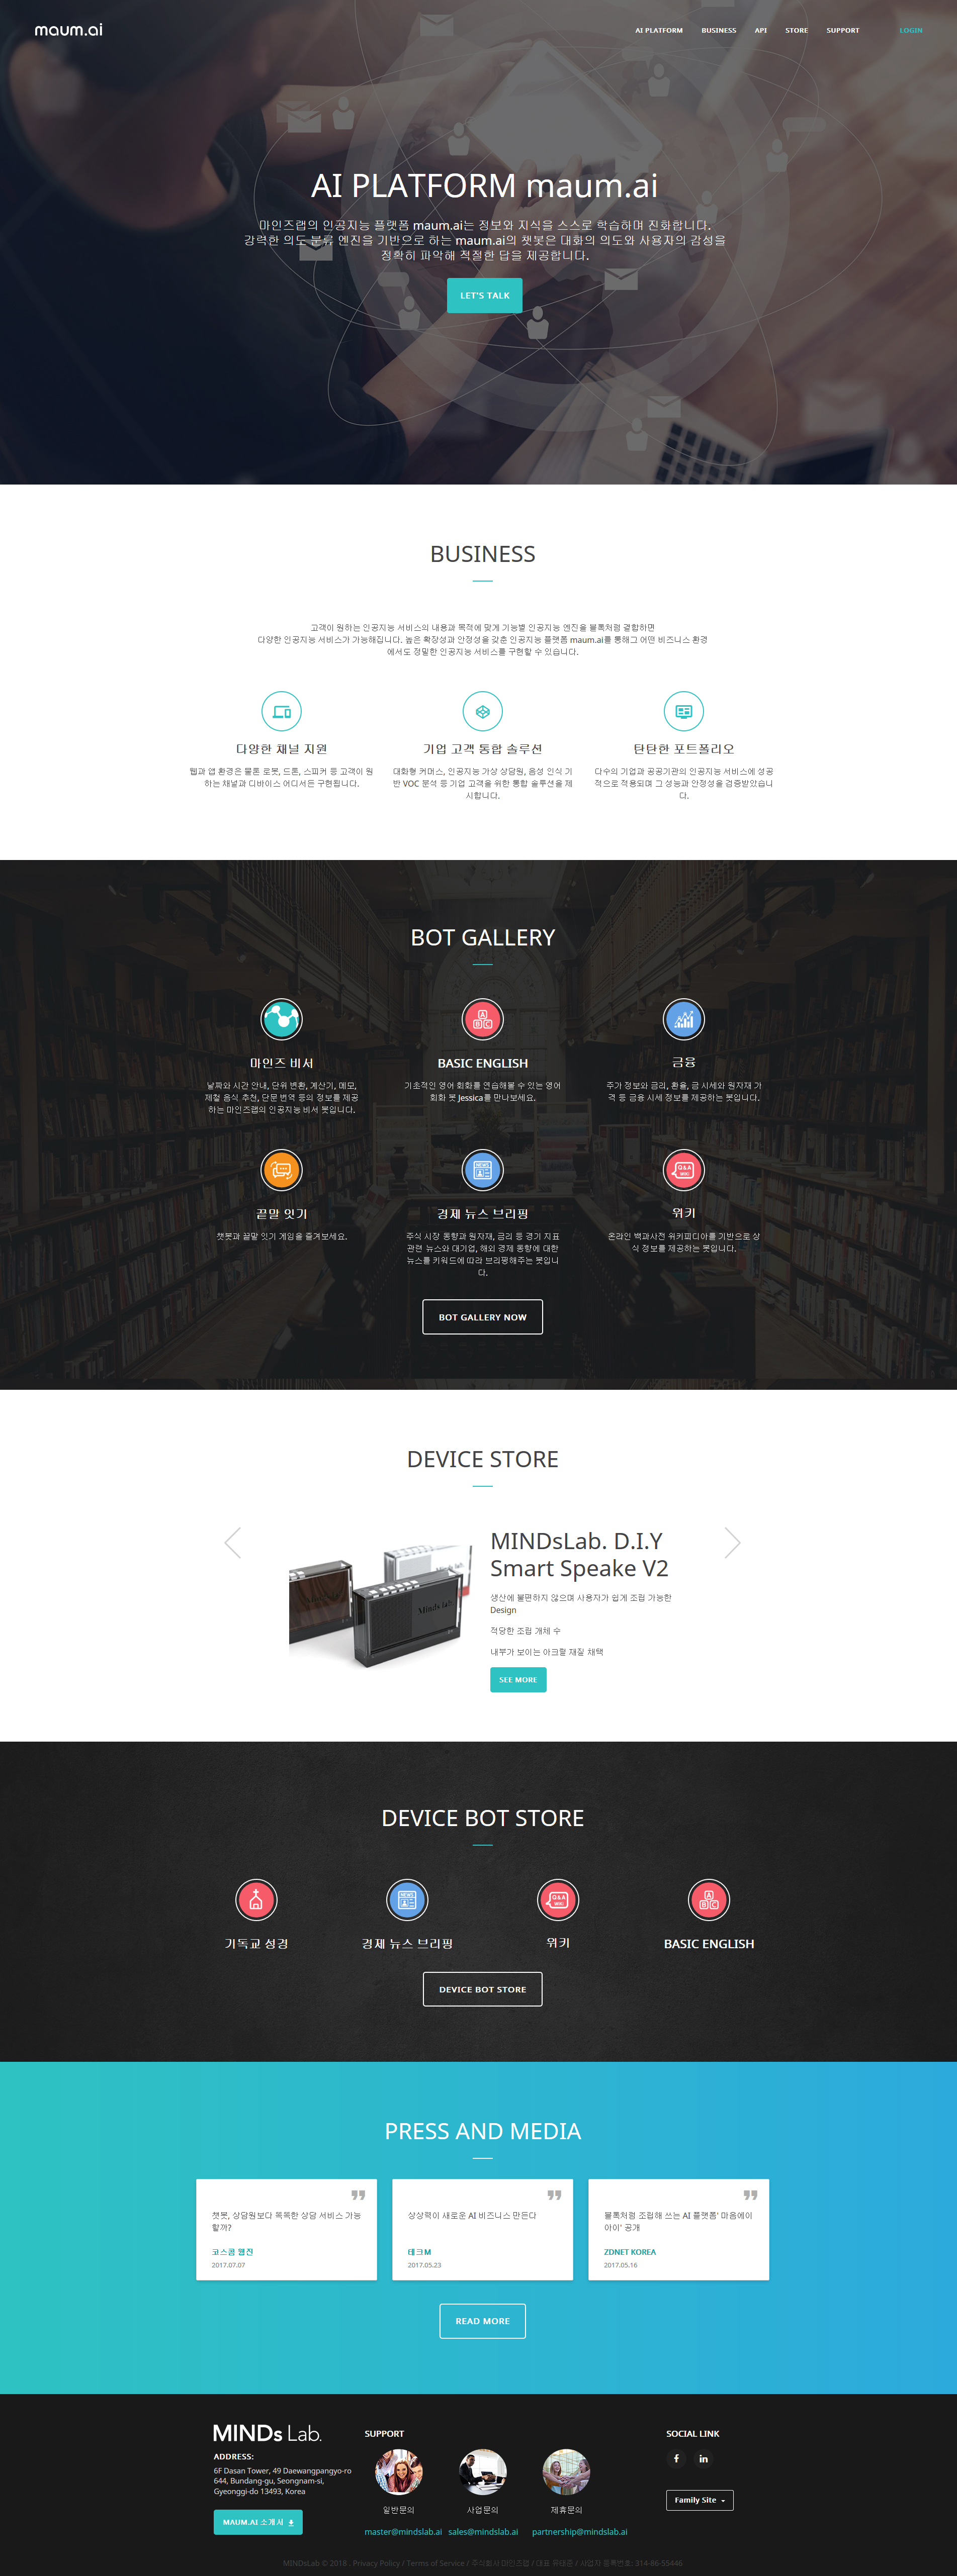 maum.ai
AI PLATFORM BUSINESS API STORE SUPPORT LOGIN
AI PLATFORM maum.ai
마인즈랩의 인공지능 플랫폼 maum.ai는 정보와 지식을 스스로 학습하며 진화합니다.
강력한 의도 분류 엔진을 기반으로 하는 maum.ai의 챗봇은 대화의 의도와 사용자의 감성을
정확히 파악해 적절한 답을 제공합니다.
LET'S TALK
BUSINESS
고객이 원하는 인공지능 서비스의 내용과 목적에 맞게 기능별 인공지능 엔진을 블록처럼 결합하면
다양한 인공지능 서비스가 가능해집니다. 높은 확장성과 안정성을 갖춘 인공지능 플랫폼 maum.ai를 통해그 어떤 비즈니스 환경
에서도 정밀한 인공지능 서비스를 구현할 수 있습니다.
다양한 채널 지원
웹과 앱 환경은 물론 로봇, 드론, 스피커 등 고객이 원
하는 채널과 디바이스 어디서든 구현됩니다.
기업 고객 통합 솔루션
대화형 커머스, 인공지능 가상 상담원, 음성 인식 기
반 VOC 분석 등 기업 고객을 위한 통합 솔루션을 제
시합니다.
탄탄한 포트폴리오
다수의 기업과 공공기관의 인공지능 서비스에 성공
적으로 적용되며 그 성능과 안정성을 검증받았습니
다.
BOT GALLERY
마인즈 비서
날짜와 시간 안내, 단위 변환, 계산기, 메모,
제철 음식 추천, 단문 번역 등의 정보를 제공
하는 마인즈랩의 인공지능 비서 봇입니다.
A
B C
BASIC ENGLISH
기초적인 영어 회화를 연습해볼 수 있는 영어
회화 봇 Jessica를 만나보세요.
금융
주가 정보와 금리, 환율, 금 시세와 원자재 가
격 등 금융 시세 정보를 제공하는 봇입니다.
끝말 잇기
챗봇과 끝말 잇기 게임을 즐겨보세요.
NEWS
경제 뉴스 브리핑
주식 시장 동향과 원자재, 금리 등 경기 지표
관련 뉴스와 대기업, 해외 경제 동향에 대한
뉴스를 키워드에 따라 브리핑해주는 봇입니
다.
Q&A
WIKI
위키
온라인 백과사전 위키피디아를 기반으로 상
식 정보를 제공하는 봇입니다.
BOT GALLERY NOW
DEVICE STORE
Minds Lab.
MINDsLab. D.I.Y
Smart Speake V2
생산에 불편하지 않으며 사용자가 쉽게 조립 가능한
Design
적당한 조립 개체 수
내부가 보이는 아크릴 재질 채택
SEE MORE
DEVICE BOT STORE
기독교 성경
NEWS
경제 뉴스 브리핑
Q&A
WIKI
위키
A
B C
BASIC ENGLISH
DEVICE BOT STORE
PRESS AND MEDIA
챗봇, 상담원보다 똑똑한 상담 서비스 가능
할까?
코스콤 웹진
2017.07.07
상상력이 새로운 AI 비즈니스 만든다
테크M
2017.05.23
블록처럼 조립해 쓰는 AI 플랫폼' 마음에이
아이' 공개
ZDNET KOREA
2017.05.16
READ MORE
MINDs Lab.
ADDRESS:
6F Dasan Tower, 49 Daewangpangyo-ro
644, Bundang-gu, Seongnam-si,
Gyeonggi-do 13493, Korea
MAUM.AI 소개서
SUPPORT
일반문의
master@mindslab.ai
사업문의
sales@mindslab.ai
제휴문의
partnership@mindslab.ai
SOCIAL LINK
f in
Family Site
MINDsLab © 2018 . Privacy Policy / Terms of Service / 주식회사 마인즈랩 / 대표 유태준 / 사업자 등록번호: 314-86-55446